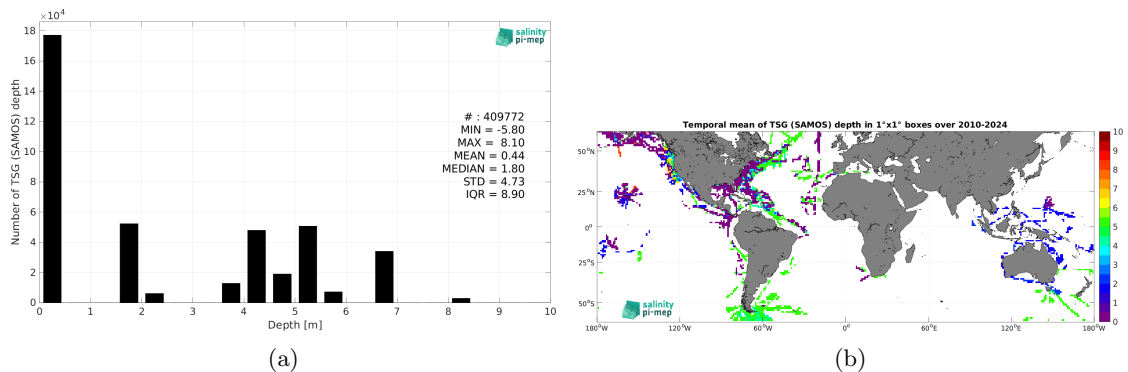 ×10⁴
18
16
14
12
10
8
6
4
2
0
Number of TSG (SAMOS) depth
salinity
pi-mep
# : 409772
MIN = -5.80
MAX = 8.10
MEAN = 0.44
MEDIAN = 1.80
STD = 4.73
IQR = 8.90
0 1 2 3 4 5 6 7 8 9 10
Depth [m]
(a)
Temporal mean of TSG (SAMOS) depth in 1°x1° boxes over 2010-2024
50°N
25°N
0°
25°S
50°S
salinity
pi-mep
180°W 120°W 60°W 0° 60°E 120°E 180°W
10
9
8
7
6
5
4
3
2
1
0
(b)